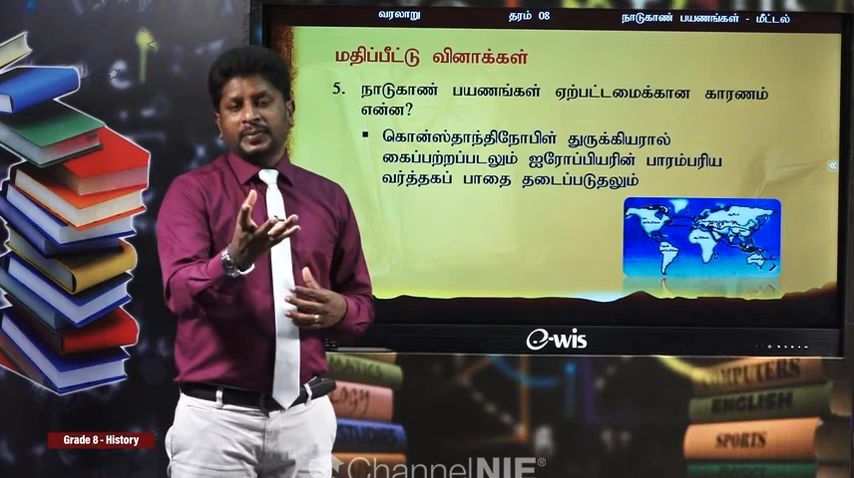 வரலாறு தரம் 08 நாடுகாண் பயணங்கள் - மீட்டல்
மதிப்பீட்டு வினாக்கள்
5. நாடுகாண் பயணங்கள் ஏற்பட்டமைக்கான காரணம்
என்ன?
▪ கொன்ஸ்தாந்திநோபிள் துருக்கியரால்
கைப்பற்றப்படலும் ஐரோப்பியரின் பாரம்பரிய
வர்த்தகப் பாதை தடைப்படுதலும்
e-wis
COMPUTERS
ENGLISH
STUDIES
SPORTS
Grade 8 - History
ChannelNIE®